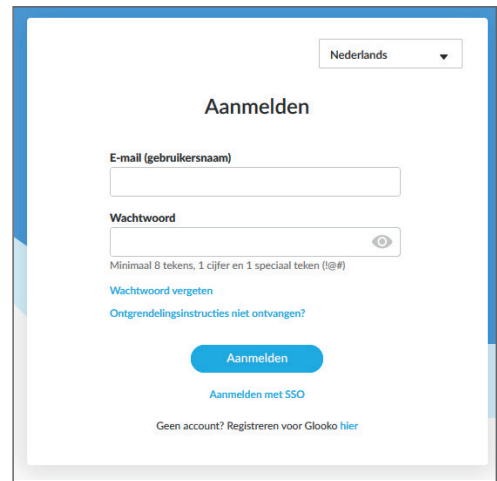 Nederlands
Aanmelden
E-mail (gebruikersnaam)
Wachtwoord
Minimaal 8 tekens, 1 cijfer en 1 speciaal teken (!@#)
Wachtwoord vergeten
Ontgrendelingsinstructies niet ontvangen?
Aanmelden
Aanmelden met SSO
Geen account? Registreren voor Glooko hier